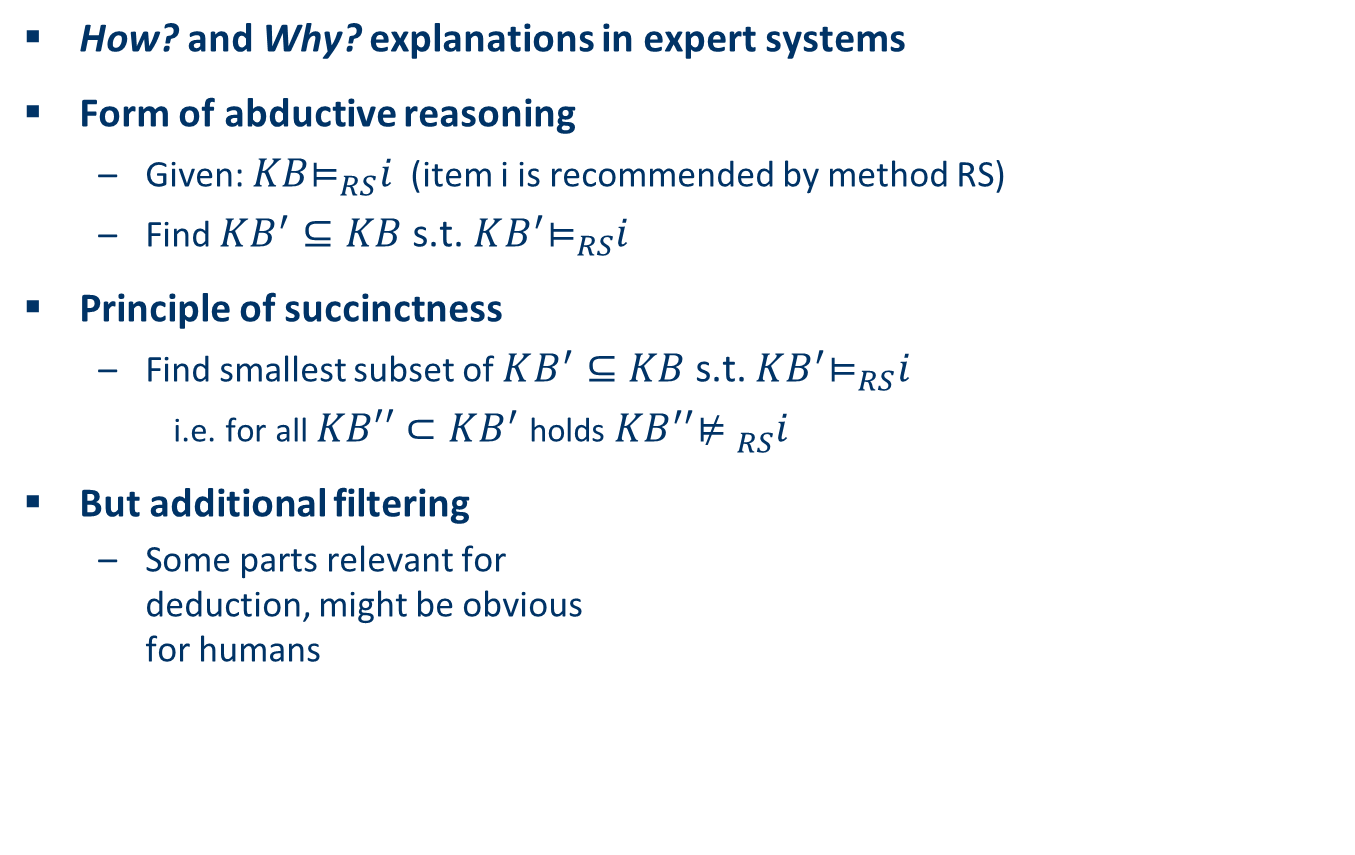 ▪ How? and Why? explanations in expert systems
▪ Form of abductive reasoning
– Given: 𝐾𝐵⊨𝑅𝑆𝑖 (item i is recommended by method RS)
– Find 𝐾𝐵′ ⊆ 𝐾𝐵 s.t. 𝐾𝐵′⊨𝑅𝑆𝑖
▪ Principle of succinctness
– Find smallest subset of 𝐾𝐵′ ⊆ 𝐾𝐵 s.t. 𝐾𝐵′⊨𝑅𝑆𝑖
i.e. for all 𝐾𝐵′′ ⊂ 𝐾𝐵′ holds 𝐾𝐵′′⊭ 𝑅𝑆𝑖
▪ But additional filtering
– Some parts relevant for
deduction, might be obvious
for humans